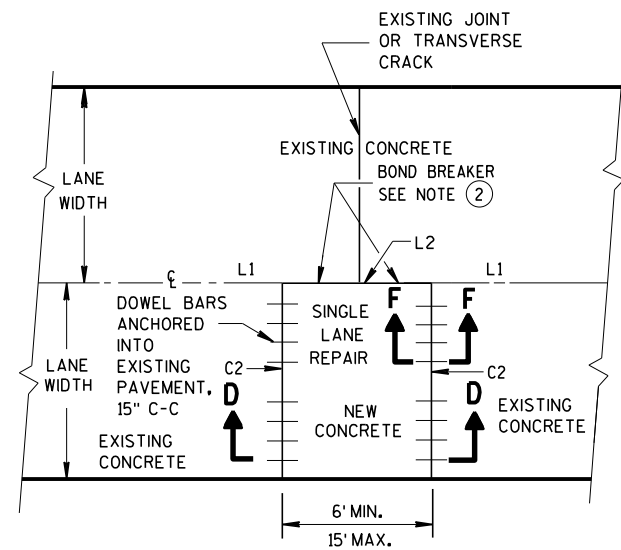 EXISTING JOINT
OR TRANSVERSE
CRACK
EXISTING CONCRETE
BOND BREAKER
SEE NOTE 2
LANE
WIDTH
L2
L1
℄
L1
DOWEL BARS
ANCHORED
INTO
EXISTING
PAVEMENT,
15" C-C
SINGLE
LANE
REPAIR
F
F
LANE
WIDTH
C2
C2
D
D
NEW
CONCRETE
EXISTING
CONCRETE
EXISTING
CONCRETE
6' MIN.
15' MAX.